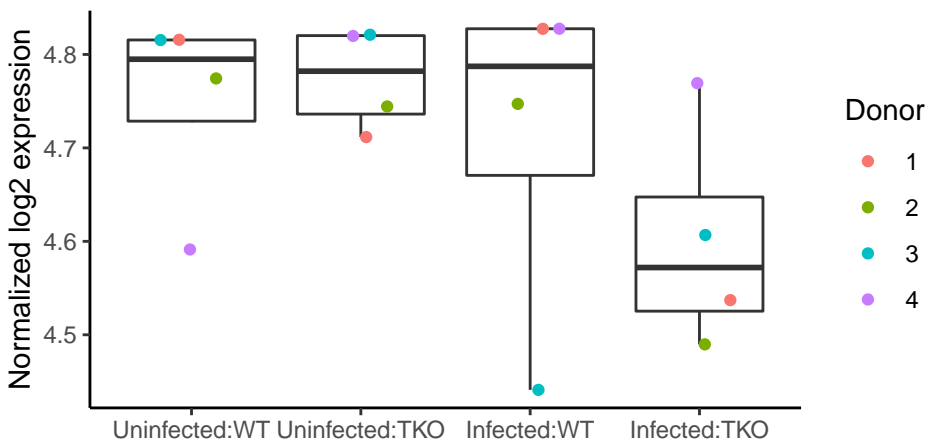 Normalized log2 expression
4.8
4.7
4.6
4.5
Uninfected:WT Uninfected:TKO Infected:WT Infected:TKO
Donor
1
2
3
4